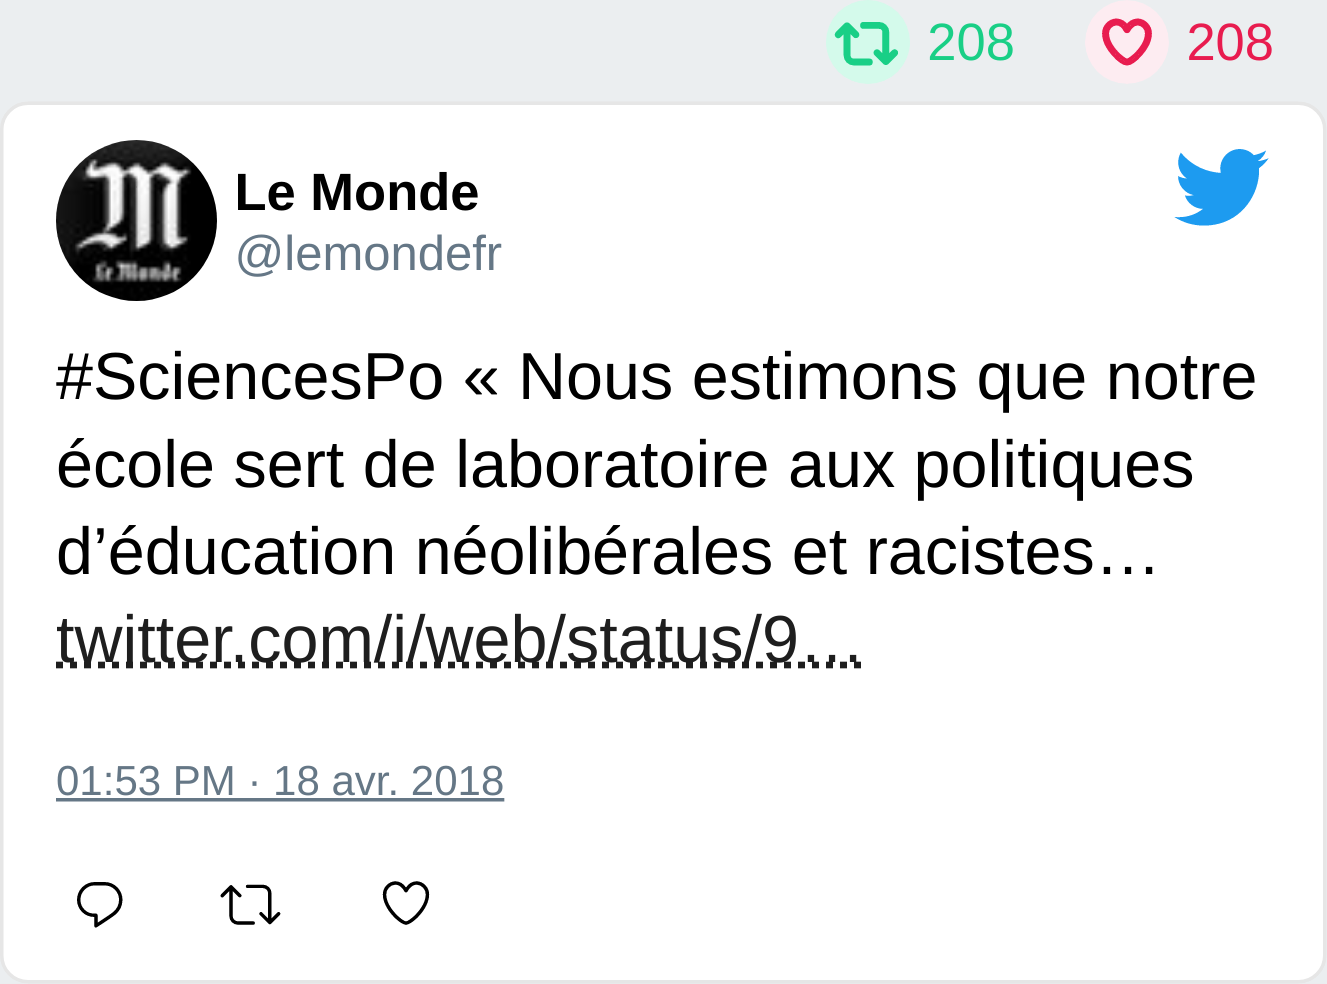 208 208
Le Monde
Le Monde
@lemondefr
#SciencesPo « Nous estimons que notre
école sert de laboratoire aux politiques
d’éducation néolibérales et racistes…
twitter.com/i/web/status/9…
01:53 PM · 18 avr. 2018